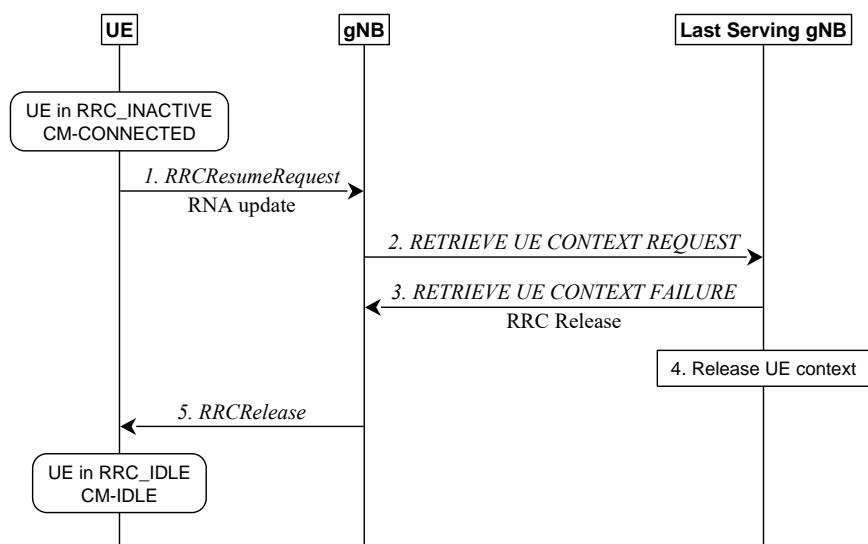 UE
gNB
Last Serving gNB
UE in RRC_INACTIVE
CM-CONNECTED
1. RRCResumeRequest
RNA update
2. RETRIEVE UE CONTEXT REQUEST
3. RETRIEVE UE CONTEXT FAILURE
RRC Release
4. Release UE context
5. RRCRelease
UE in RRC_IDLE
CM-IDLE